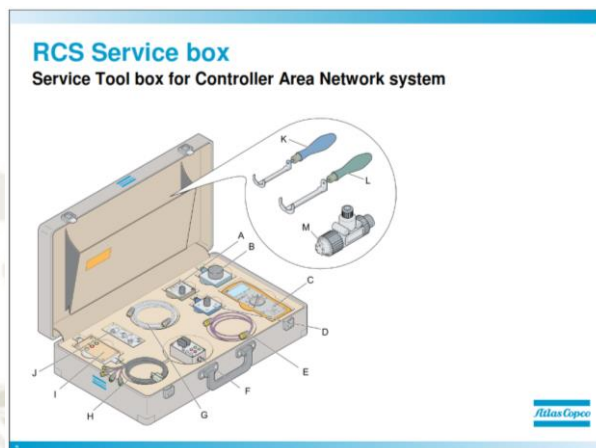 RCS Service box
Service Tool box for Controller Area Network system
K
L
M
A
B
C
D
E
F
G
H
I
J
Atlas Copco